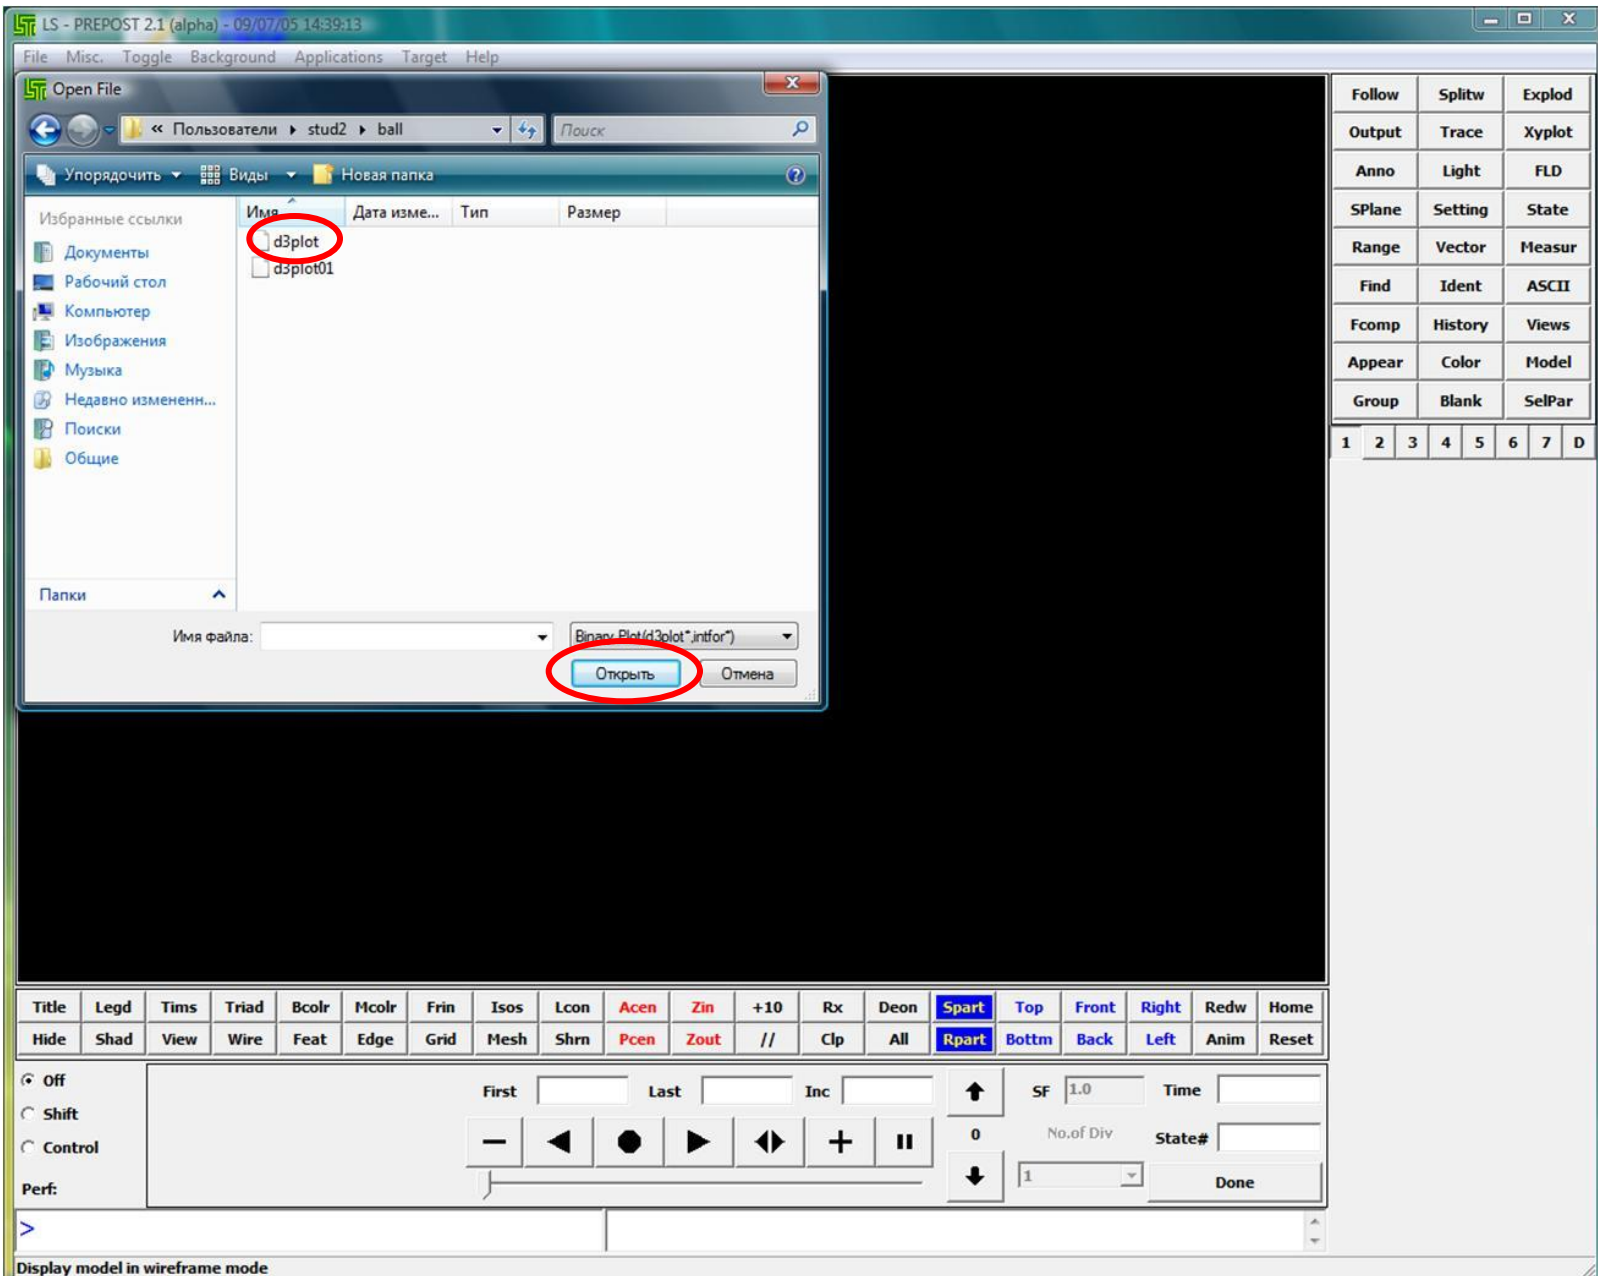 LS - PREPOST 2.1 (alpha) - 09/07/05 14:39:13
File Misc. Toggle Background Applications Target Help
Open File
« Пользователи stud2 ball
Поиск
Упорядочить Виды Новая папка
Избранные ссылки
Документы
Рабочий стол
Компьютер
Изображения
Музыка
Недавно измененн...
Поиски
Общие
Папки
Имя Дата изме... Тип Размер
d3plot
d3plot01
Имя файла:
Binary Plot(d3plot*,intfor*)
Открыть Отмена
Follow Splitw Explod
Output Trace Xyplot
Anno Light FLD
SPlane Setting State
Range Vector Measur
Find Ident ASCII
Fcomp History Views
Appear Color Model
Group Blank SelPar
1 2 3 4 5 6 7 D
Title Legd Tims Triad Bcolr Mcolr Frin Isos Lcon Acen Zin +10 Rx Deon Spart Top Front Right Redw Home
Hide Shad View Wire Feat Edge Grid Mesh Shrn Pcen Zout // Clp All Rpart Bottm Back Left Anim Reset
Off
Shift
Control
Perf:
First Last Inc
0
SF 1.0 Time
No.of Div State#
1 Done
>
Display model in wireframe mode